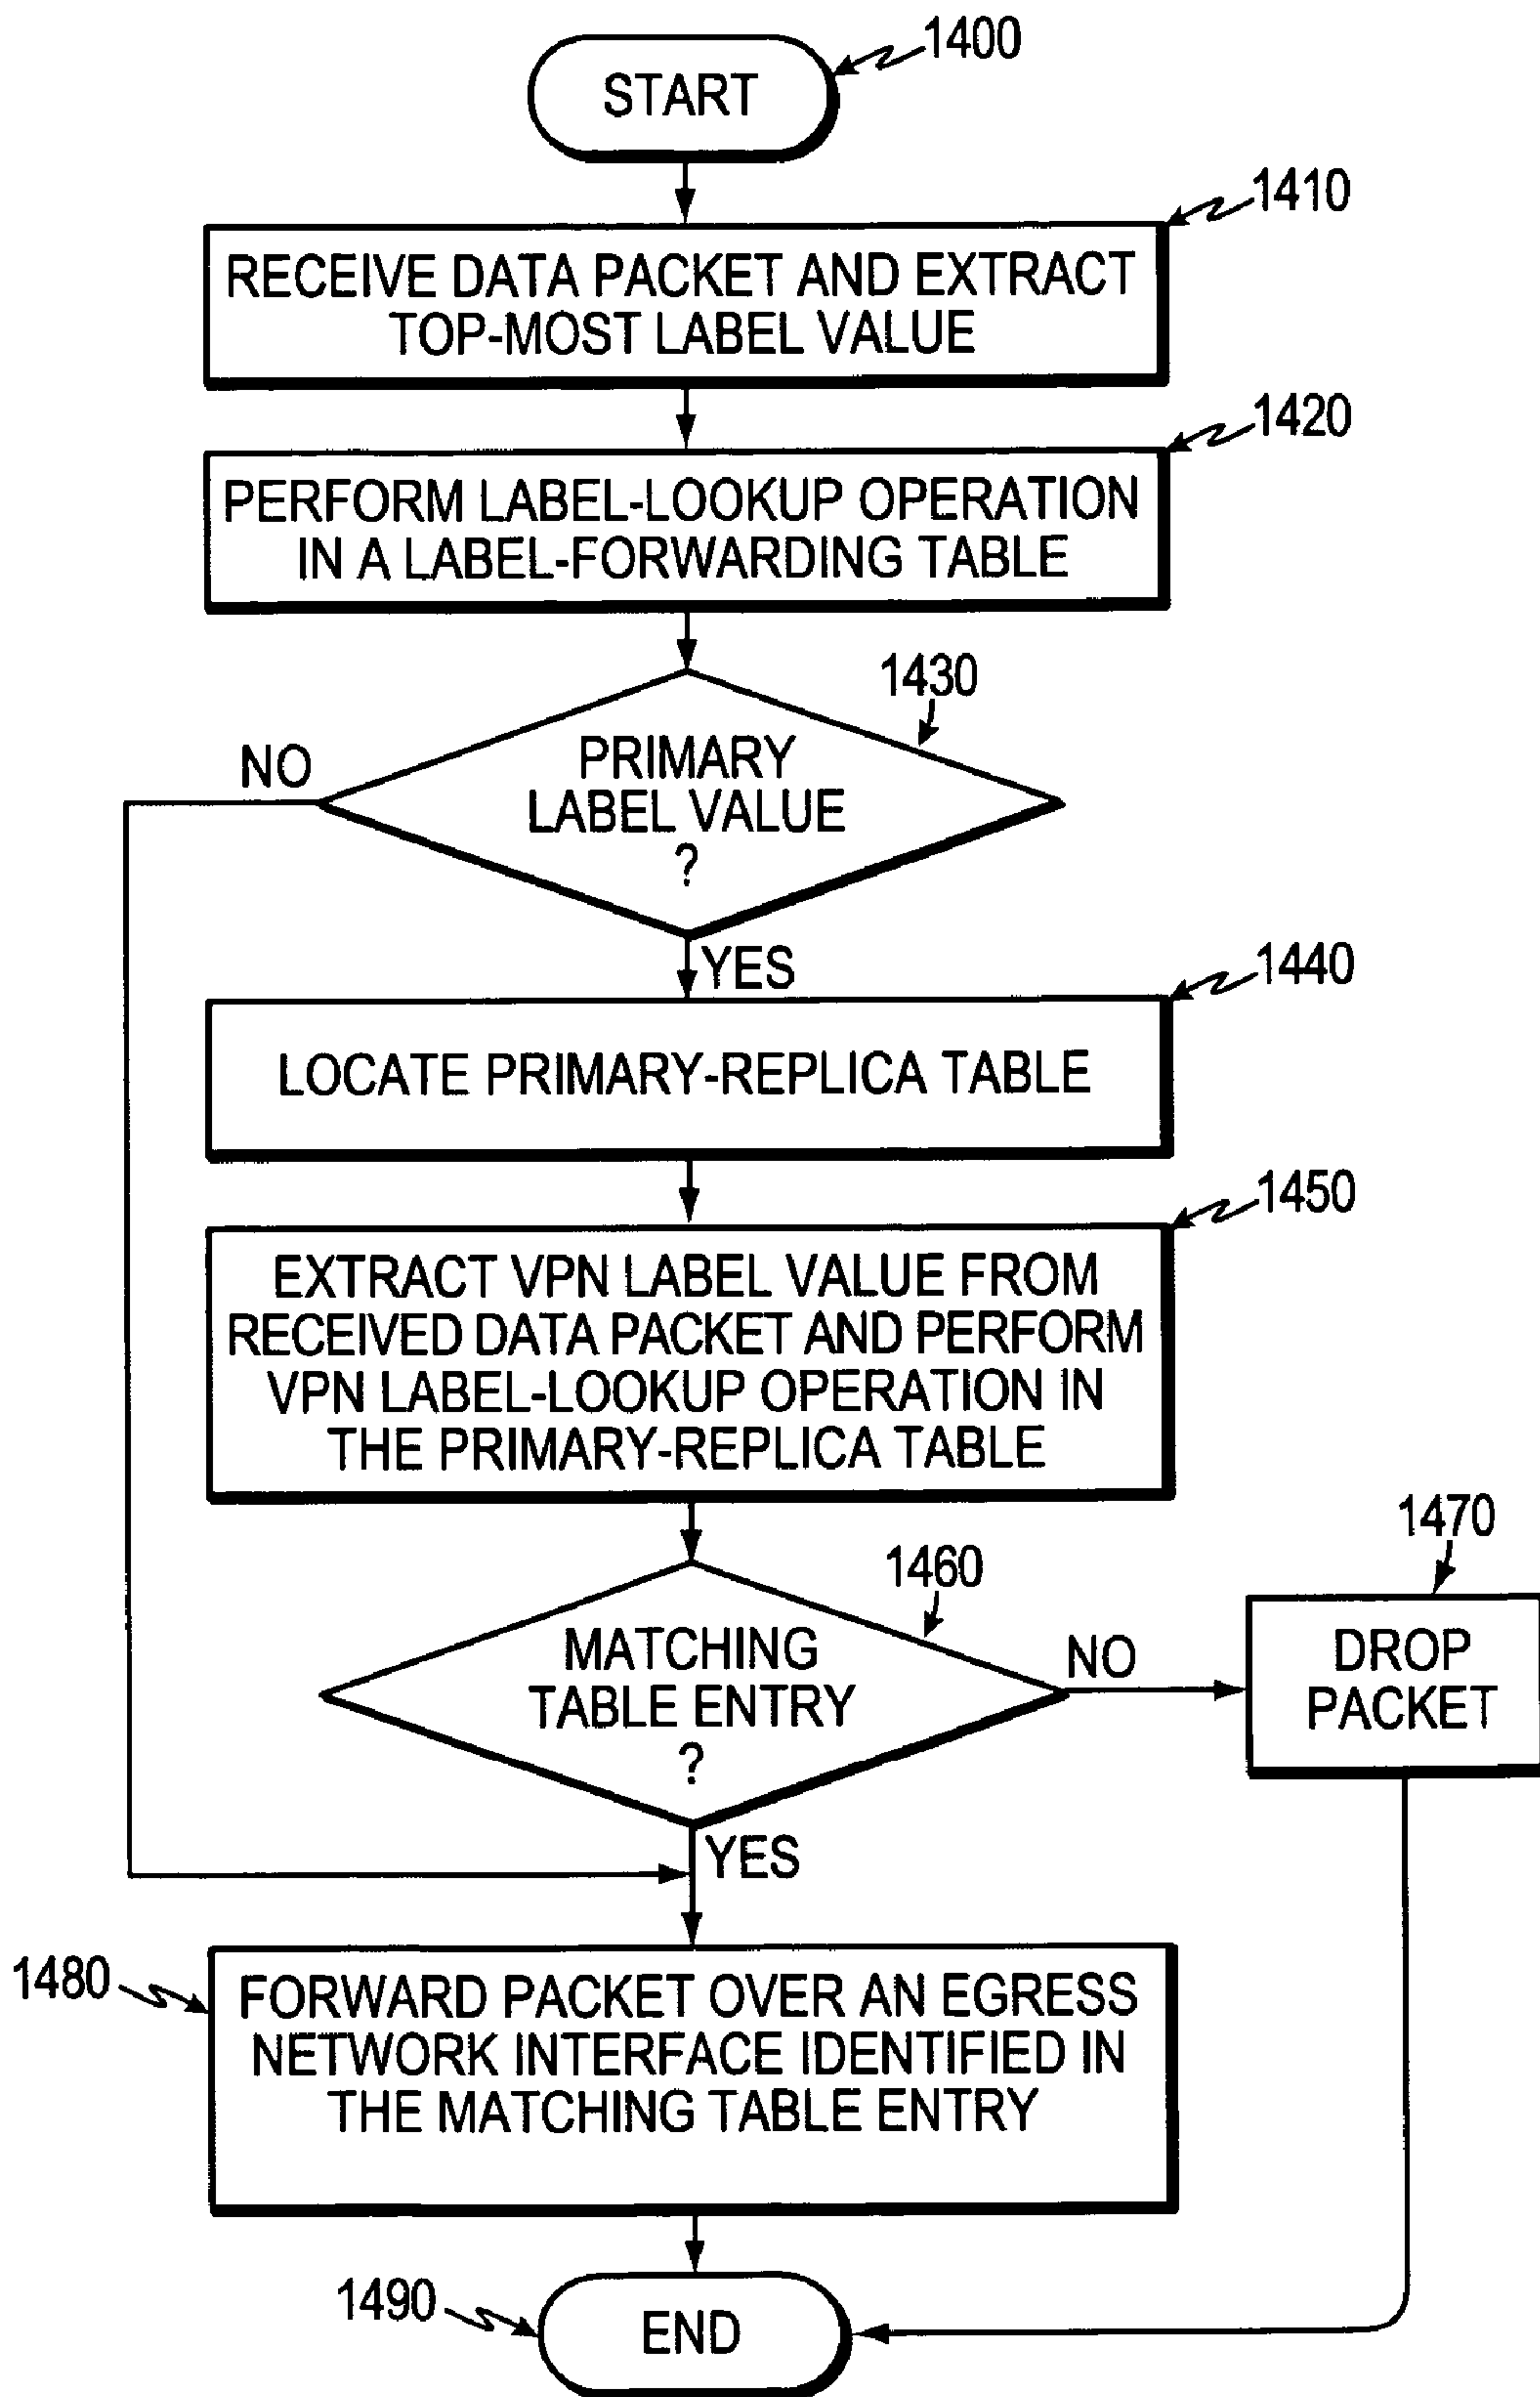 1400
START
1410
RECEIVE DATA PACKET AND EXTRACT
TOP-MOST LABEL VALUE
1420
PERFORM LABEL-LOOKUP OPERATION
IN A LABEL-FORWARDING TABLE
1430
NO
PRIMARY
LABEL VALUE
?
YES
1440
LOCATE PRIMARY-REPLICA TABLE
1450
EXTRACT VPN LABEL VALUE FROM
RECEIVED DATA PACKET AND PERFORM
VPN LABEL-LOOKUP OPERATION IN
THE PRIMARY-REPLICA TABLE
1460
MATCHING
TABLE ENTRY
?
NO
1470
DROP
PACKET
YES
1480
FORWARD PACKET OVER AN EGRESS
NETWORK INTERFACE IDENTIFIED IN
THE MATCHING TABLE ENTRY
1490
END